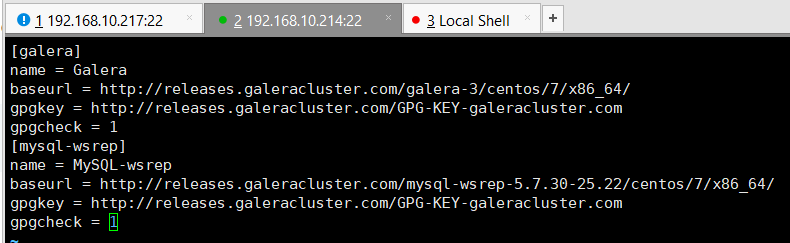 1 192.168.10.217:22 × 2 192.168.10.214:22 × 3 Local Shell × +
[galera]
name = Galera
baseurl = http://releases.galeracluster.com/galera-3/centos/7/x86_64/
gpgkey = http://releases.galeracluster.com/GPG-KEY-galeracluster.com
gpgcheck = 1
[mysql-wsrep]
name = MySQL-wsrep
baseurl = http://releases.galeracluster.com/mysql-wsrep-5.7.30-25.22/centos/7/x86_64/
gpgkey = http://releases.galeracluster.com/GPG-KEY-galeracluster.com
gpgcheck = 1
~